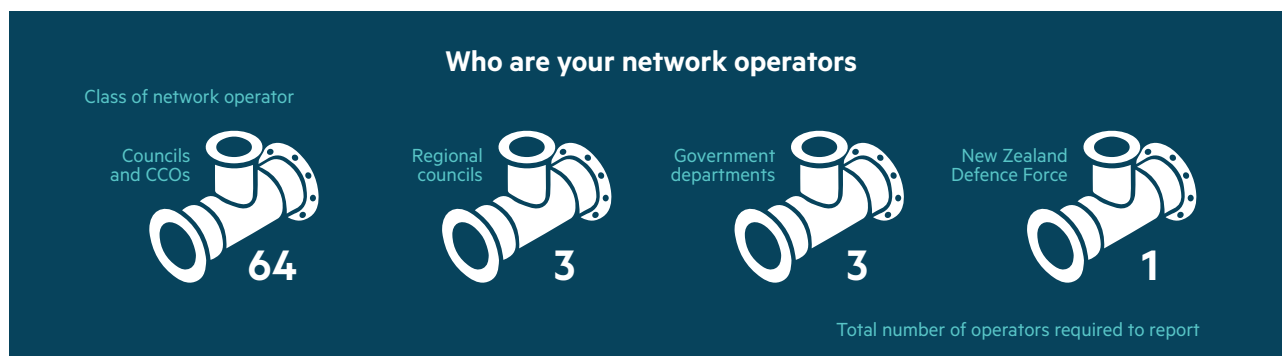 Who are your network operators
Class of network operator
Councils
and CCOs
64
Regional
councils
3
Government
departments
3
New Zealand
Defence Force
1
Total number of operators required to report